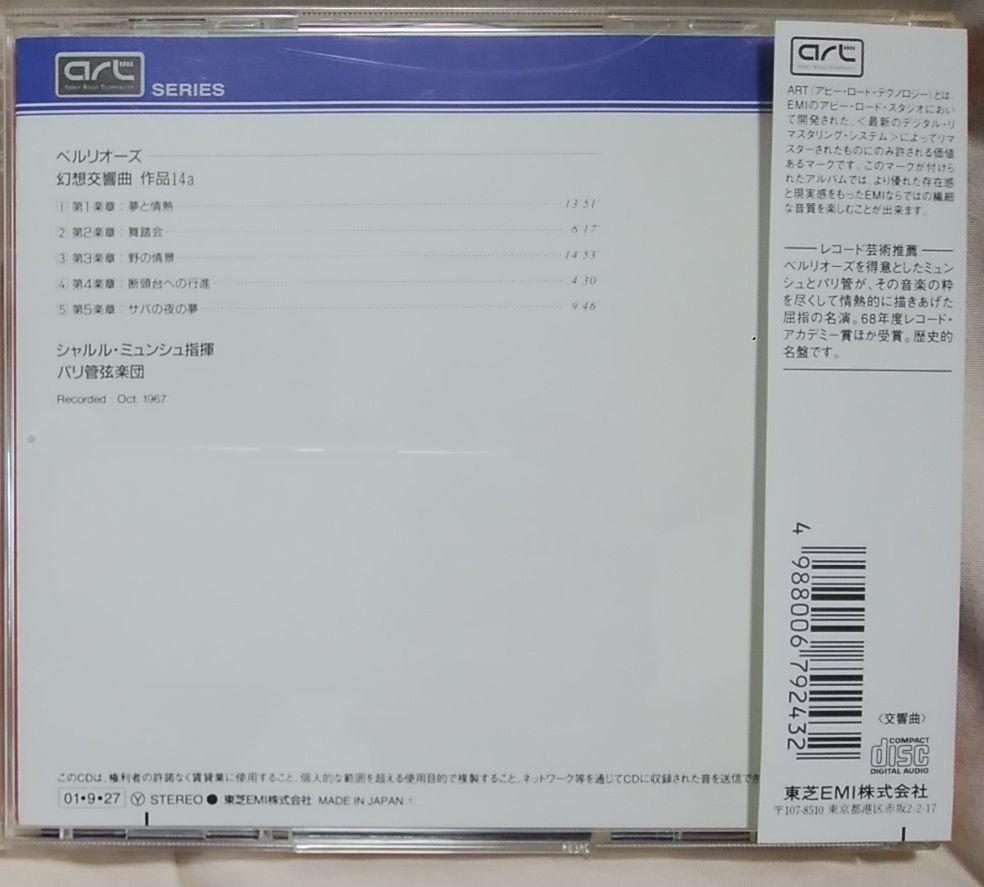 art
ABBEY ROAD TECHNOLOGY
SERIES
ベルリオーズ
幻想交響曲 作品14a
1 第1楽章：夢と情熱 13 51
2 第2楽章：舞踏会 6 17
3 第3楽章：野の情景 14 53
4 第4楽章：断頭台への行進 4 30
5 第5楽章：サバの夜の夢 9 46
シャルル・ミュンシュ指揮
パリ管弦楽団
Recorded : Oct. 1967
このCDは、権利者の許諾なく賃貸業に使用すること、個人的な範囲を超える使用目的で複製すること、ネットワーク等を通じてCDに収録された音を送信でき
01•9•27 Ⓨ STEREO ● 東芝EMI株式会社 MADE IN JAPAN
art
ABBEY ROAD TECHNOLOGY
ART（アビー・ロード・テクノロジー）とは、
EMIのアビー・ロード・スタジオにおい
て開発された、＜最新のデジタル・リ
マスタリング・システム＞によってリマ
スターされたものにのみ許される価値
あるマークです。このマークが付けら
れたアルバムでは、より優れた存在感
と現実感をもったEMIならではの繊細
な音質を楽しむことが出来ます。
レコード芸術推薦
ベルリオーズを得意としたミュン
シュとパリ管が、その音楽の粋
を尽くして情熱的に描きあげた
屈指の名演。68年度レコード・
アカデミー賞ほか受賞。歴史的
名盤です。
4 988006 792432
〈交響曲〉
COMPACT
disc
DIGITAL AUDIO
東芝EMI株式会社
〒107-8510 東京都港区赤坂2-2-17